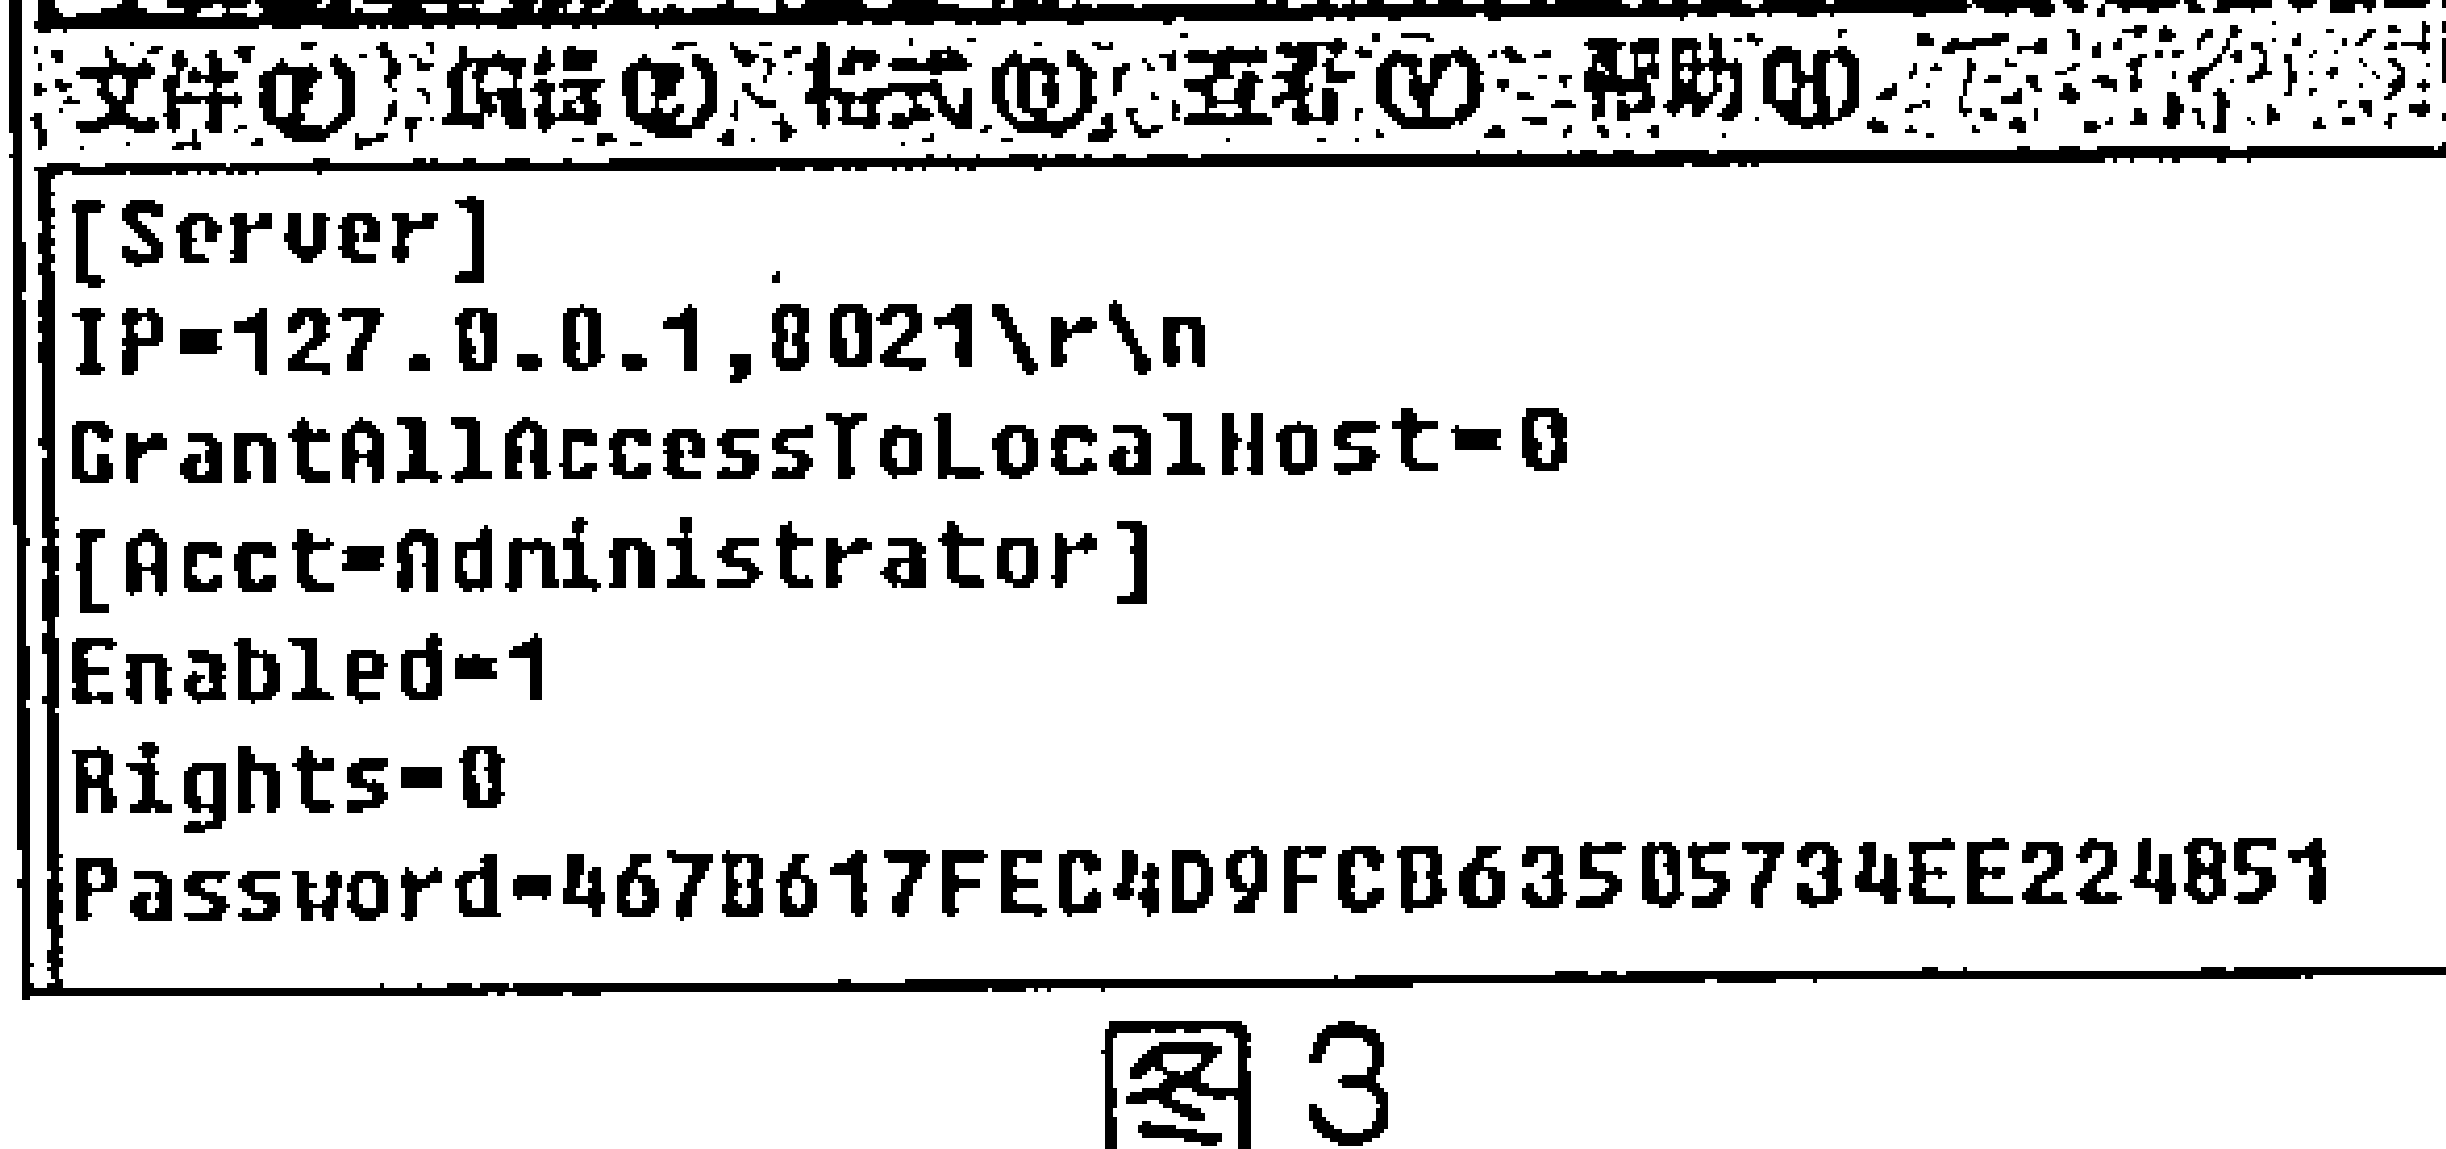 文件(F) 编辑(E) 格式(O) 查看(V) 帮助(H)
[Server]
IP=127.0.0.1,8021\r\n
GrantAllAccessToLocalHost=0
[Acct=Administrator]
Enabled=1
Rights=0
Password=467B617FEC4D9FCB63505734EE224851
图 3